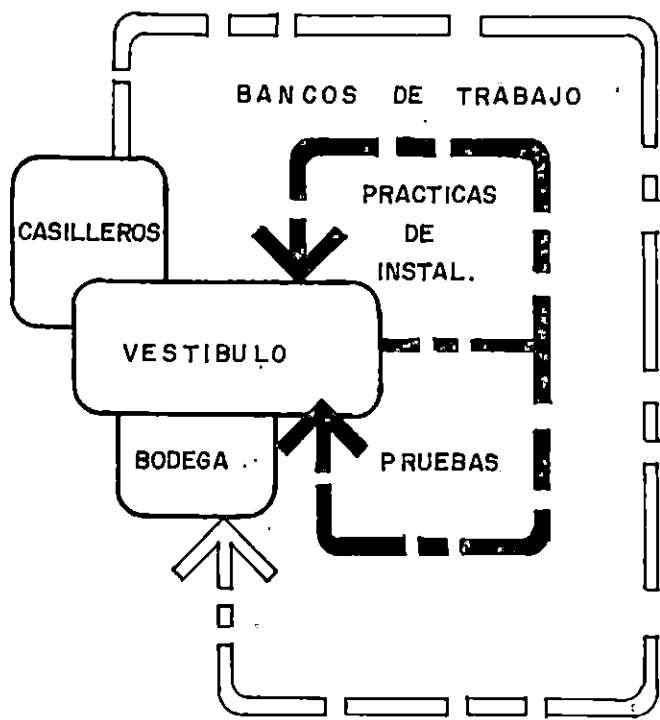 BANCOS DE TRABAJO
PRACTICAS
DE
INSTAL.
CASILLEROS
VESTIBULO
BODEGA
PRUEBAS